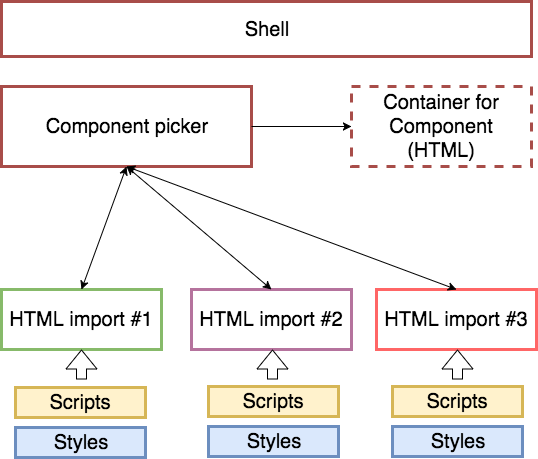 Shell
Component picker
Container for
Component
(HTML)
HTML import #1
HTML import #2
HTML import #3
Scripts
Scripts
Scripts
Styles
Styles
Styles